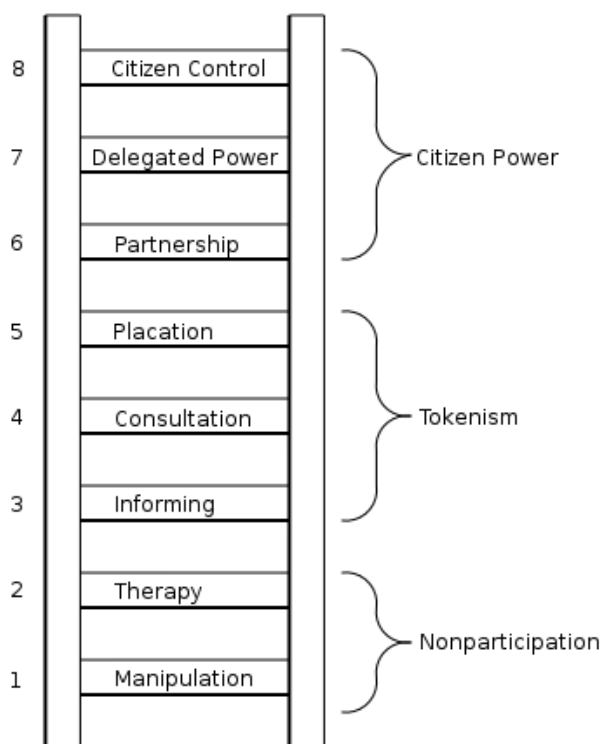 8 Citizen Control
7 Delegated Power
Citizen Power
6 Partnership
5 Placation
4 Consultation
Tokenism
3 Informing
2 Therapy
Nonparticipation
1 Manipulation